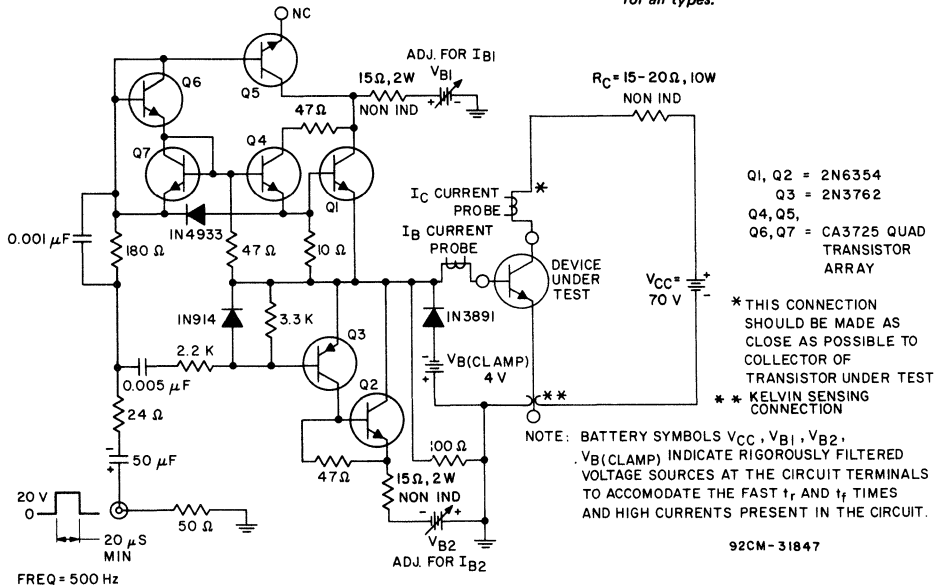 for all types.
NC
Q6
Q5
ADJ. FOR IB1
VB1
15Ω, 2W
NON IND
+ -
RC = 15-20Ω, 10W
NON IND
47Ω
Q7
Q4
Q1
IC CURRENT
PROBE
*
Q1, Q2 = 2N6354
Q3 = 2N3762
Q4, Q5,
Q6, Q7 = CA3725 QUAD
TRANSISTOR
ARRAY
0.001 µF
180 Ω
1N4933
47 Ω
10 Ω
IB CURRENT
PROBE
DEVICE
UNDER
TEST
VCC=
70 V
+
-
1N914
3.3 K
Q3
1N3891
* THIS CONNECTION
SHOULD BE MADE AS
CLOSE AS POSSIBLE TO
COLLECTOR OF
TRANSISTOR UNDER TEST
2.2 K
0.005 µF
Q2
-
+
VB(CLAMP)
4 V
**
* * KELVIN SENSING
CONNECTION
24 Ω
-
+
50 µF
47Ω
100 Ω
15Ω, 2W
NON IND
- +
VB2
ADJ. FOR IB2
NOTE: BATTERY SYMBOLS VCC, VB1, VB2,
VB(CLAMP) INDICATE RIGOROUSLY FILTERED
VOLTAGE SOURCES AT THE CIRCUIT TERMINALS
TO ACCOMODATE THE FAST tr AND tf TIMES
AND HIGH CURRENTS PRESENT IN THE CIRCUIT.
20 V
0
20 µS
MIN
50 Ω
FREQ = 500 Hz
92CM-31847